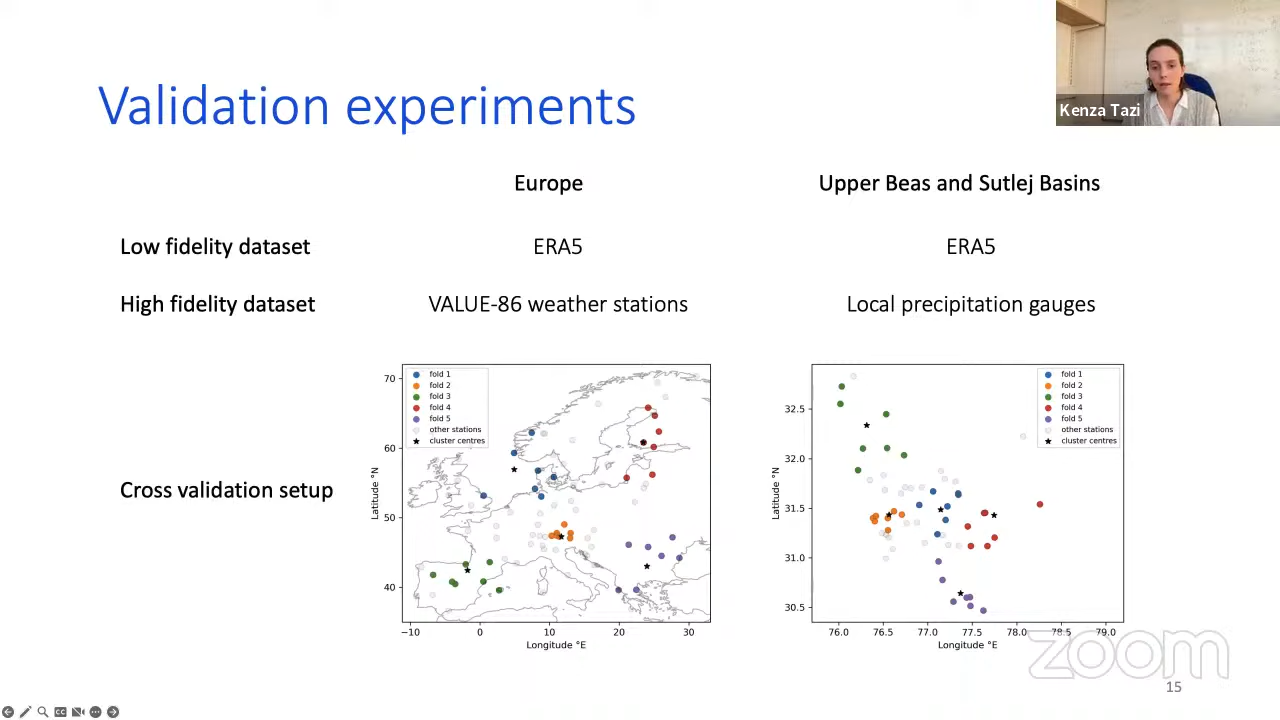 Kenza Tazi
Validation experiments
Europe
Upper Beas and Sutlej Basins
Low fidelity dataset
ERA5
ERA5
High fidelity dataset
VALUE-86 weather stations
Local precipitation gauges
Cross validation setup
fold 1
fold 2
fold 3
fold 4
fold 5
other stations
cluster centres
70
60
50
40
Latitude °N
−10
0
10
20
30
Longitude °E
fold 1
fold 2
fold 3
fold 4
fold 5
other stations
cluster centres
32.5
32.0
31.5
31.0
30.5
Latitude °N
76.0
76.5
77.0
77.5
78.0
78.5
79.0
Longitude °E
zoom
15